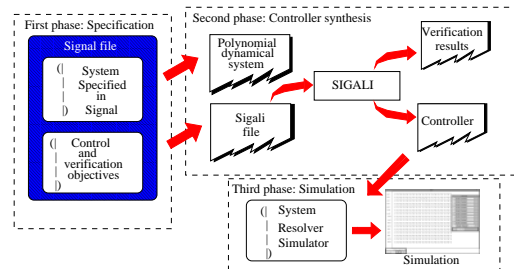 First phase: Specification
Signal file
(| System
| Specified
| in
|) Signal
(| Control
| and
| verification
|) objectives
Second phase: Controller synthesis
Polynomial
dynamical
system
Sigali
file
SIGALI
Verification
results
Controller
Third phase: Simulation
(| System
| Resolver
| Simulator
|)
Simulation